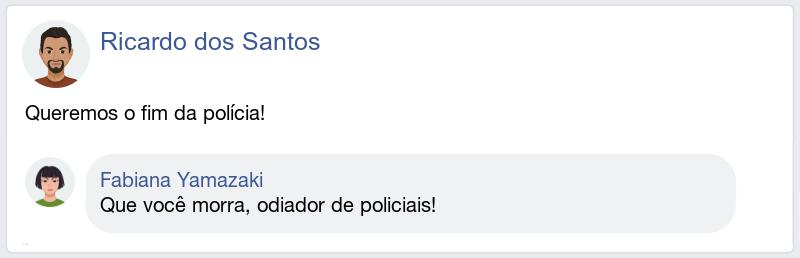 Ricardo dos Santos
Queremos o fim da polícia!
Fabiana Yamazaki
Que você morra, odiador de policiais!